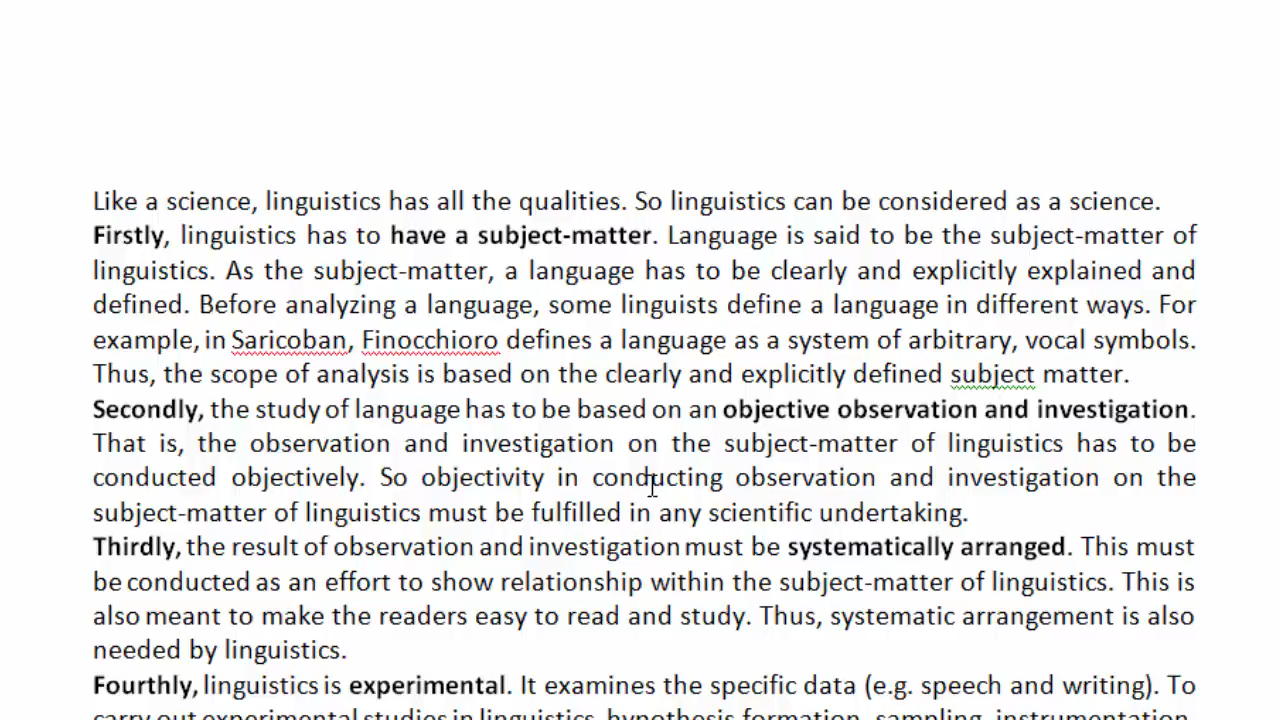 Like a science, linguistics has all the qualities. So linguistics can be considered as a science.
Firstly, linguistics has to have a subject-matter. Language is said to be the subject-matter of
linguistics. As the subject-matter, a language has to be clearly and explicitly explained and
defined. Before analyzing a language, some linguists define a language in different ways. For
example, in Saricoban, Finocchioro defines a language as a system of arbitrary, vocal symbols.
Thus, the scope of analysis is based on the clearly and explicitly defined subject matter.
Secondly, the study of language has to be based on an objective observation and investigation.
That is, the observation and investigation on the subject-matter of linguistics has to be
conducted objectively. So objectivity in conducting observation and investigation on the
subject-matter of linguistics must be fulfilled in any scientific undertaking.
Thirdly, the result of observation and investigation must be systematically arranged. This must
be conducted as an effort to show relationship within the subject-matter of linguistics. This is
also meant to make the readers easy to read and study. Thus, systematic arrangement is also
needed by linguistics.
Fourthly, linguistics is experimental. It examines the specific data (e.g. speech and writing). To
carry out experimental studies in linguistics, hypothesis formation, sampling, instrumentation,